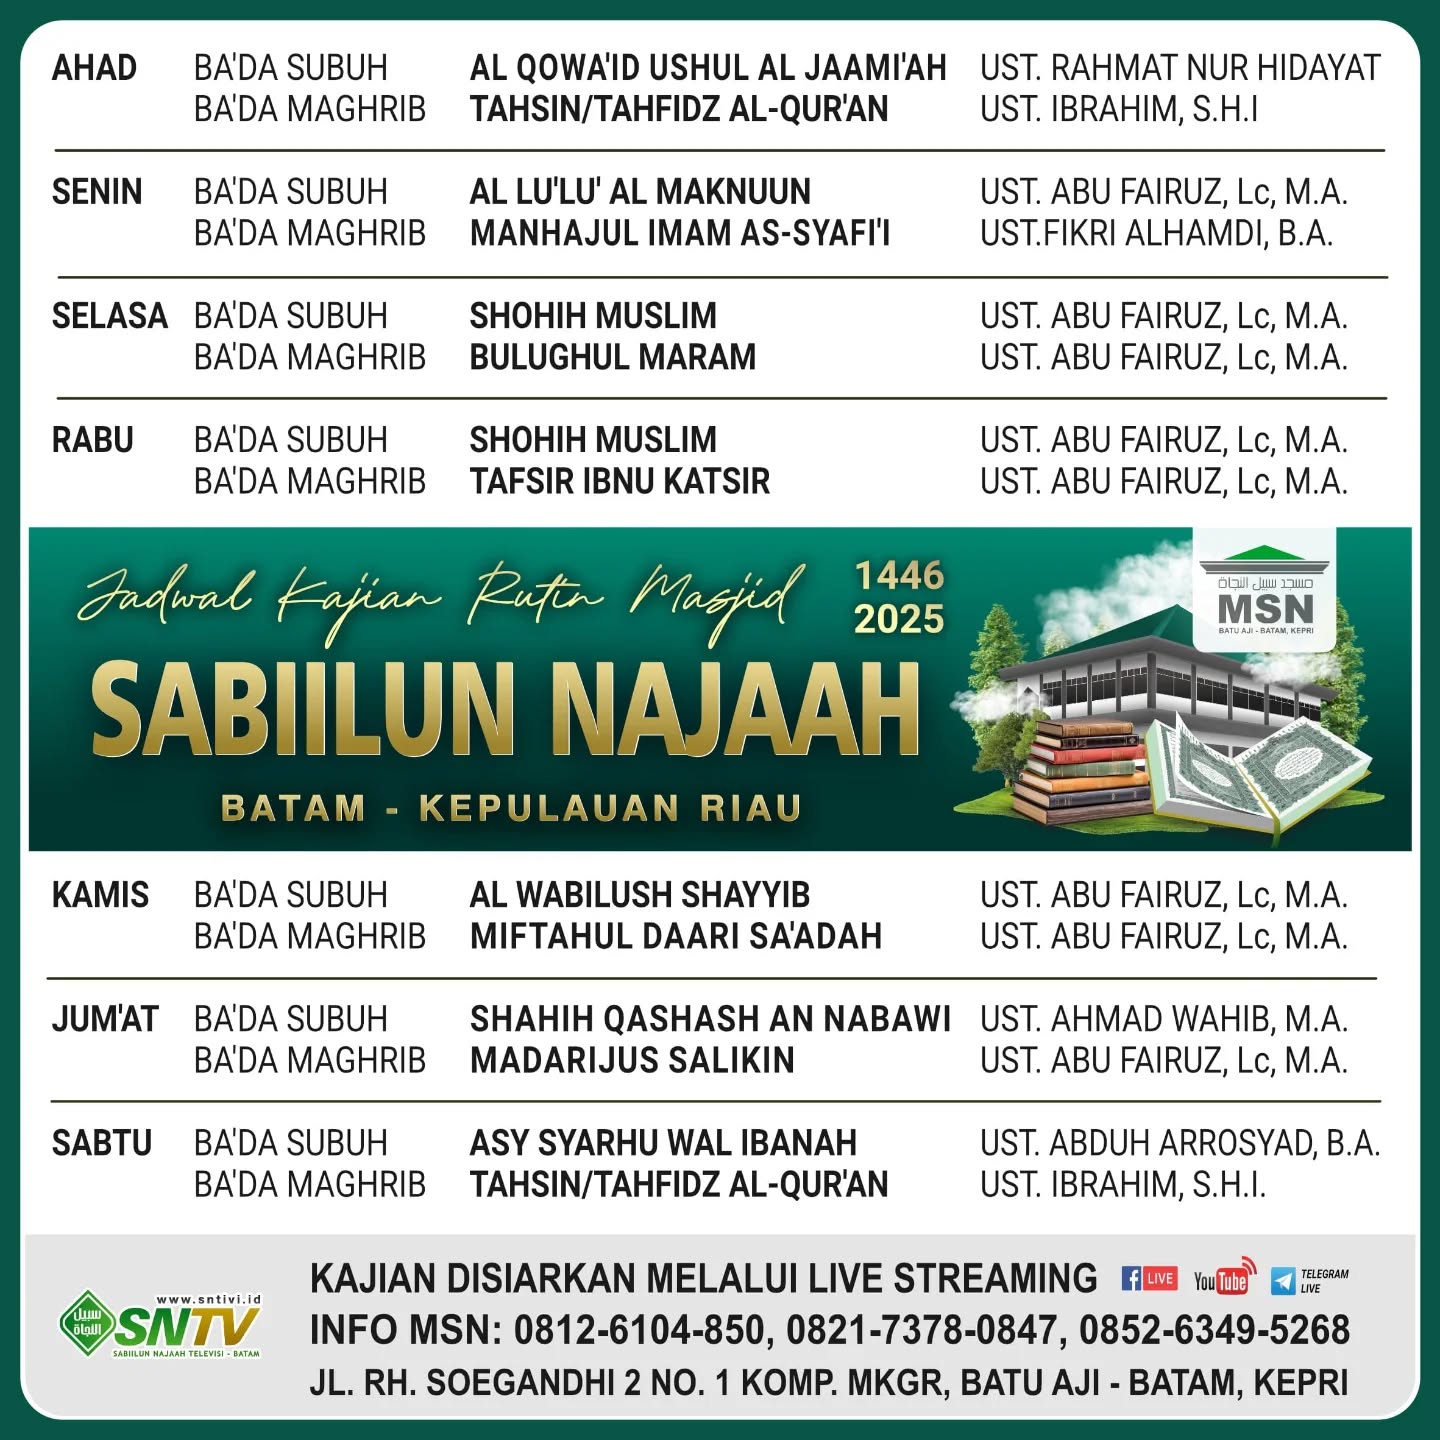 AHAD BA'DA SUBUH AL QOWA'ID USHUL AL JAAMI'AH UST. RAHMAT NUR HIDAYAT
BA'DA MAGHRIB TAHSIN/TAHFIDZ AL-QUR'AN UST. IBRAHIM, S.H.I
SENIN BA'DA SUBUH AL LU'LU' AL MAKNUUN UST. ABU FAIRUZ, Lc, M.A.
BA'DA MAGHRIB MANHAJUL IMAM AS-SYAFI'I UST.FIKRI ALHAMDI, B.A.
SELASA BA'DA SUBUH SHOHIH MUSLIM UST. ABU FAIRUZ, Lc, M.A.
BA'DA MAGHRIB BULUGHUL MARAM UST. ABU FAIRUZ, Lc, M.A.
RABU BA'DA SUBUH SHOHIH MUSLIM UST. ABU FAIRUZ, Lc, M.A.
BA'DA MAGHRIB TAFSIR IBNU KATSIR UST. ABU FAIRUZ, Lc, M.A.
Jadwal Kajian Rutin Masjid 1446
2025
SABIILUN NAJAAH
BATAM - KEPULAUAN RIAU
مسجد سبيل النجاة
MSN
BATU AJI - BATAM, KEPRI
KAMIS BA'DA SUBUH AL WABILUSH SHAYYIB UST. ABU FAIRUZ, Lc, M.A.
BA'DA MAGHRIB MIFTAHUL DAARI SA'ADAH UST. ABU FAIRUZ, Lc, M.A.
JUM'AT BA'DA SUBUH SHAHIH QASHASH AN NABAWI UST. AHMAD WAHIB, M.A.
BA'DA MAGHRIB MADARIJUS SALIKIN UST. ABU FAIRUZ, Lc, M.A.
SABTU BA'DA SUBUH ASY SYARHU WAL IBANAH UST. ABDUH ARROSYAD, B.A.
BA'DA MAGHRIB TAHSIN/TAHFIDZ AL-QUR'AN UST. IBRAHIM, S.H.I.
KAJIAN DISIARKAN MELALUI LIVE STREAMING f LIVE YouTube TELEGRAM
LIVE
www.sntivi.id
سبيل
النجاة
SNTV
SABIILUN NAJAAH TELEVISI - BATAM
INFO MSN: 0812-6104-850, 0821-7378-0847, 0852-6349-5268
JL. RH. SOEGANDHI 2 NO. 1 KOMP. MKGR, BATU AJI - BATAM, KEPRI